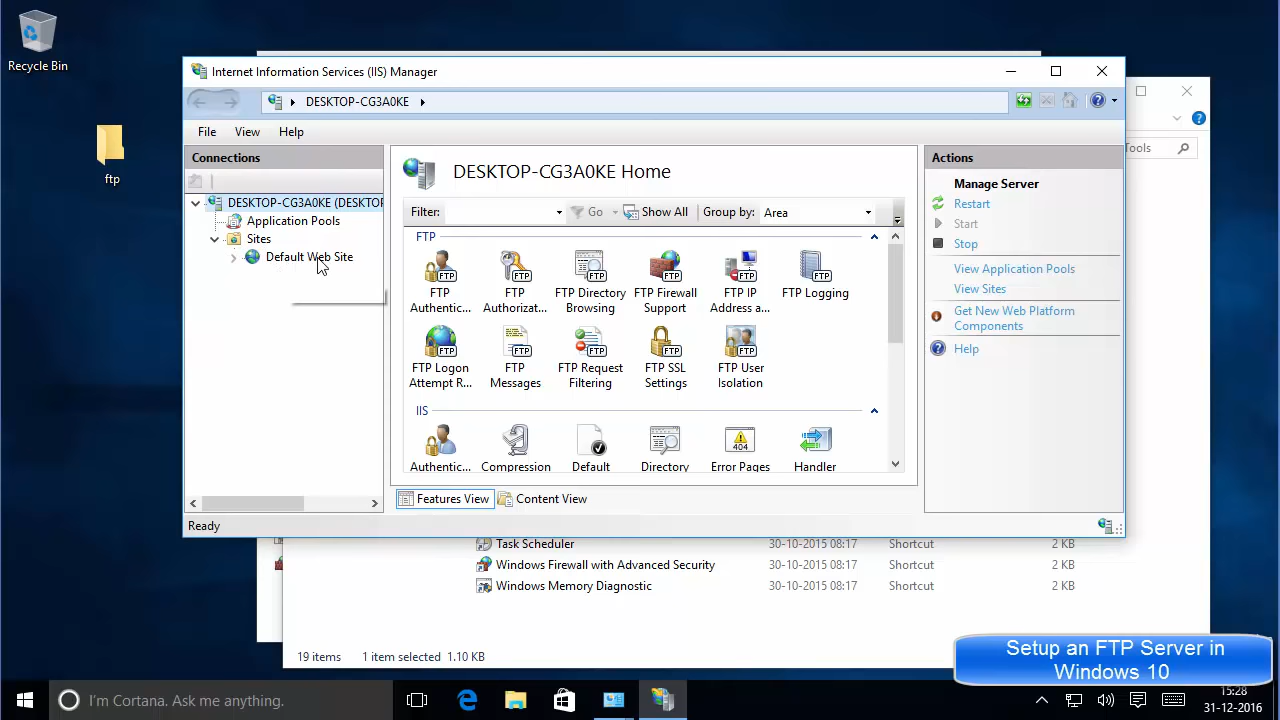 Recycle Bin
ftp
Internet Information Services (IIS) Manager
DESKTOP-CG3A0KE
File View Help
Connections
DESKTOP-CG3A0KE (DESKTOP
Application Pools
Sites
Default Web Site
DESKTOP-CG3A0KE Home
Filter: Go Show All Group by: Area
FTP
FTP Authentic...
FTP Authorizat...
FTP Directory Browsing
FTP Firewall Support
FTP IP Address a...
FTP Logging
FTP Logon Attempt R...
FTP Messages
FTP Request Filtering
FTP SSL Settings
FTP User Isolation
IIS
Authentic...
Compression
Default
Directory
Error Pages
Handler
Features View Content View
Ready
Actions
Manage Server
Restart
Start
Stop
View Application Pools
View Sites
Get New Web Platform
Components
Help
Tools
Task Scheduler 30-10-2015 08:17 Shortcut 2 KB
Windows Firewall with Advanced Security 30-10-2015 08:17 Shortcut 2 KB
Windows Memory Diagnostic 30-10-2015 08:17 Shortcut 2 KB
19 items 1 item selected 1.10 KB
Setup an FTP Server in
Windows 10
I'm Cortana. Ask me anything.
15:28
31-12-2016